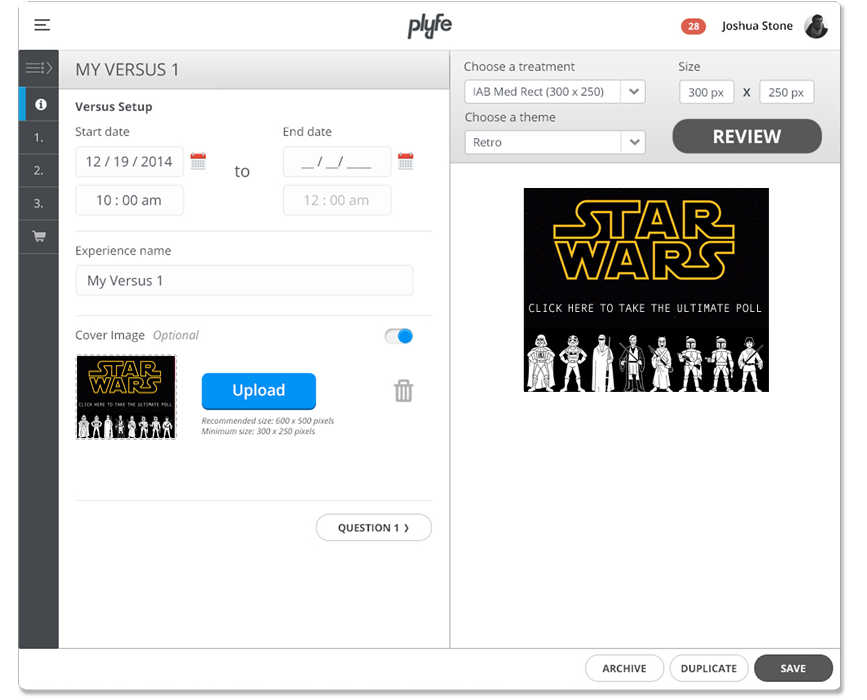 plyfe
28
Joshua Stone
MY VERSUS 1
Versus Setup
Start date
End date
12 / 19 / 2014
to
__ / __/ ____
10 : 00 am
12 : 00 am
Experience name
My Versus 1
Cover Image Optional
STAR
WARS
CLICK HERE TO TAKE THE ULTIMATE POLL
Upload
Recommended size: 600 x 500 pixels
Minimum size: 300 x 250 pixels
QUESTION 1 ❯
i
1.
2.
3.
Choose a treatment
Size
IAB Med Rect (300 x 250)
300 px X 250 px
Choose a theme
Retro
REVIEW
STAR
WARS
CLICK HERE TO TAKE THE ULTIMATE POLL
ARCHIVE
DUPLICATE
SAVE